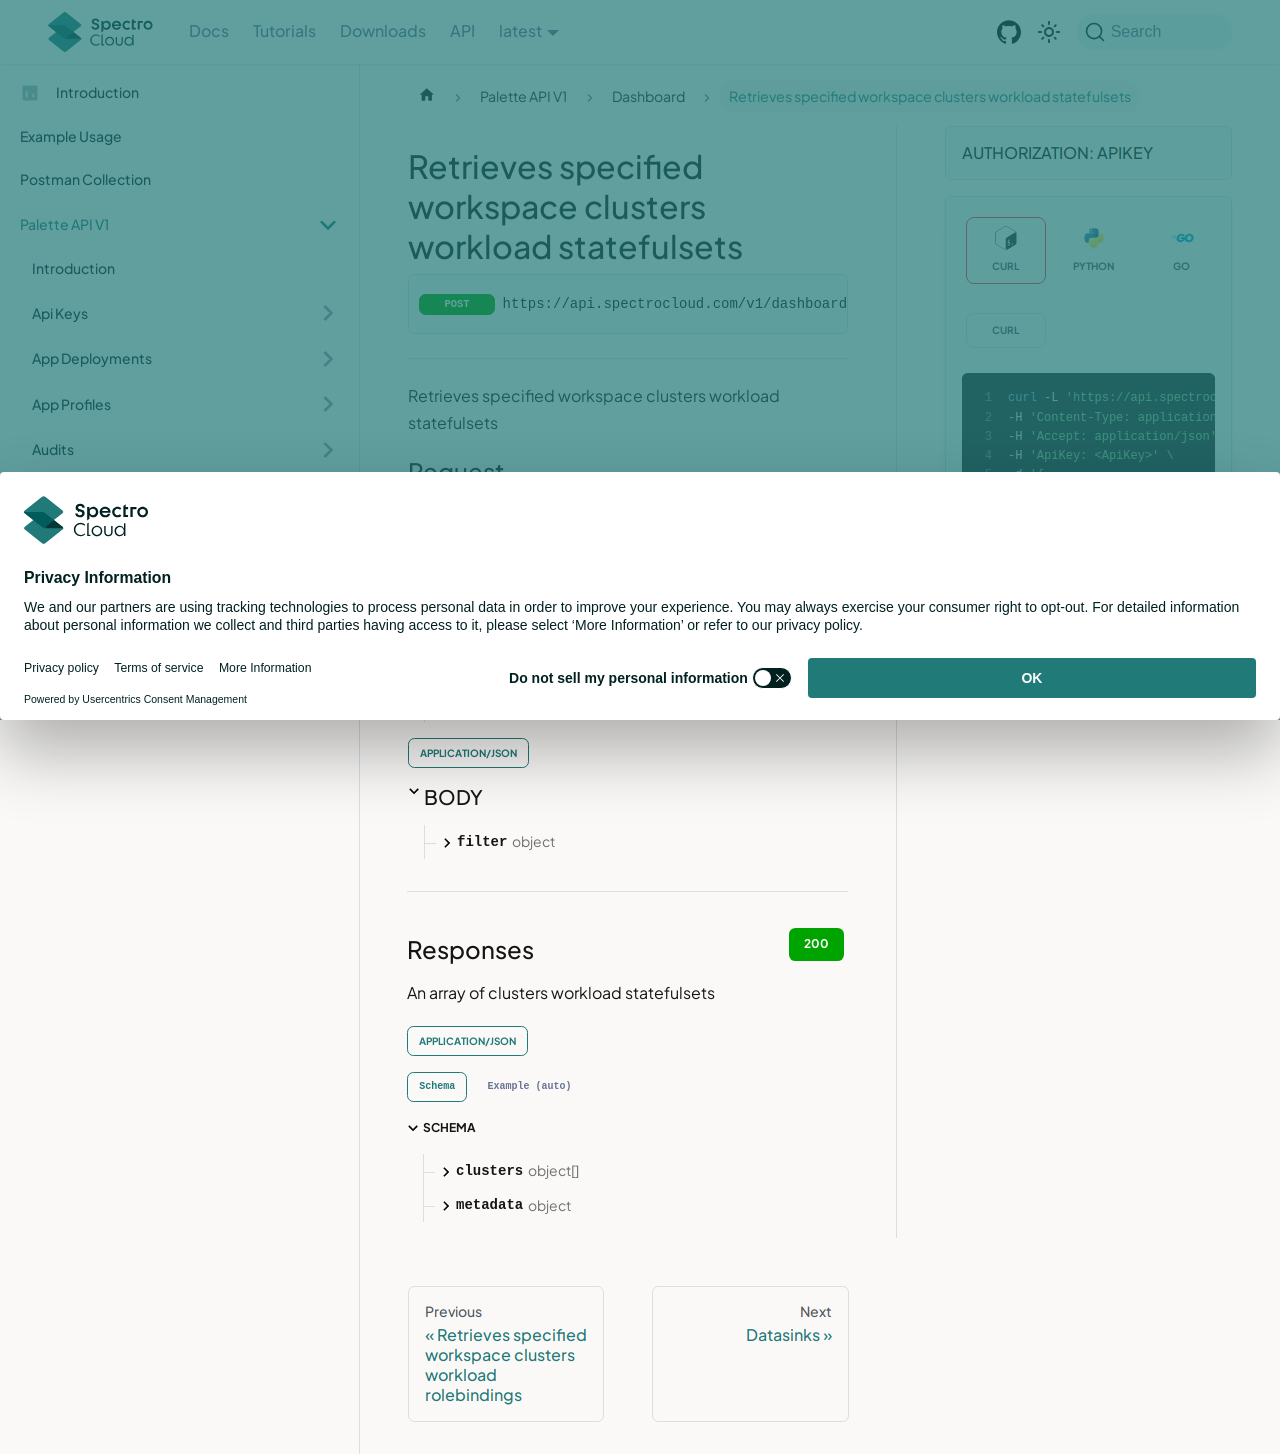 Spectro Cloud
Docs
Tutorials
Downloads
API
latest
Search
Introduction
Example Usage
Postman Collection
Palette API V1
Introduction
Api Keys
App Deployments
App Profiles
Audits
Palette API V1
Dashboard
Retrieves specified workspace clusters workload statefulsets
Retrieves specified
workspace clusters
workload statefulsets
POST
https://api.spectrocloud.com/v1/dashboard
Retrieves specified workspace clusters workload
statefulsets
Request
AUTHORIZATION: APIKEY
CURL
PYTHON
GO
CURL
1 curl -L 'https://api.spectroc
2 -H 'Content-Type: application
3 -H 'Accept: application/json'
4 -H 'ApiKey: <ApiKey>' \
Spectro Cloud
Privacy Information
We and our partners are using tracking technologies to process personal data in order to improve your experience. You may always exercise your consumer right to opt-out. For detailed information
about personal information we collect and third parties having access to it, please select ‘More Information’ or refer to our privacy policy.
Privacy policy
Terms of service
More Information
Powered by Usercentrics Consent Management
Do not sell my personal information
OK
APPLICATION/JSON
BODY
filter object
Responses
200
An array of clusters workload statefulsets
APPLICATION/JSON
Schema
Example (auto)
SCHEMA
clusters object[]
metadata object
Previous
« Retrieves specified
workspace clusters
workload
rolebindings
Next
Datasinks »